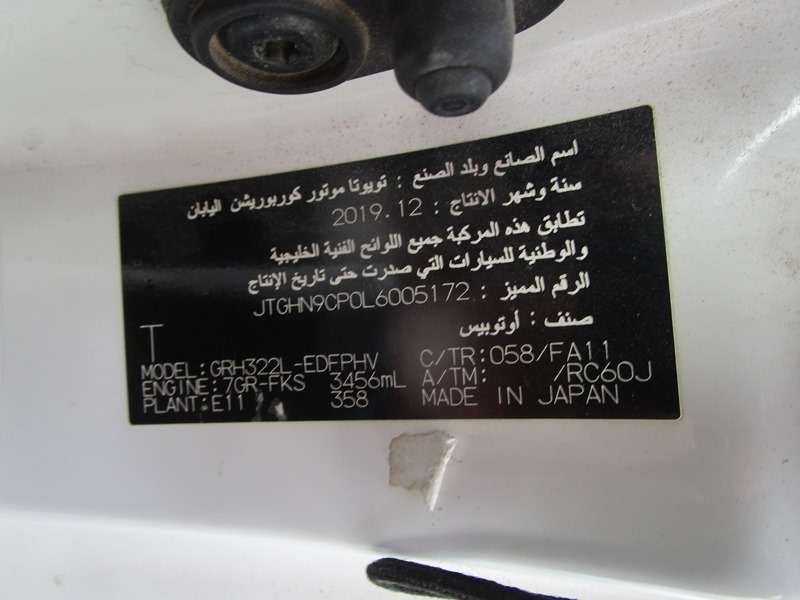 اسم الصانع وبلد الصنع : تويوتا موتور كوربوريشن اليابان
سنة وشهر الانتاج : 2019.12
تطابق هذه المركبة جميع اللوائح الفنية الخليجية
والوطنية للسيارات التي صدرت حتى تاريخ الإنتاج
الرقم المميز : JTGHN9CP0L6005172
صنف : أوتوبيس
T
MODEL: GRH322L-EDFPHV C/TR: 058/FA11
ENGINE: 7GR-FKS 3456mL A/TM: /RC60J
PLANT: E11 358 MADE IN JAPAN